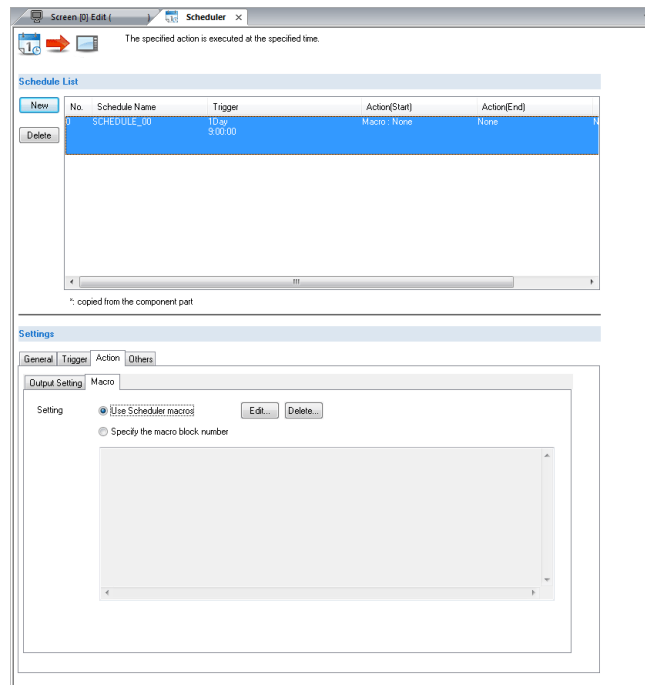 Screen [0] Edit (          )
Scheduler ×
1
The specified action is executed at the specified time.
Schedule List
New
Delete
No. Schedule Name Trigger Action(Start) Action(End)
0 SCHEDULE_00 1Day Macro : None None N
9:00:00
*: copied from the component part
Settings
General Trigger Action Others
Output Setting Macro
Setting Use Scheduler macros Edit... Delete...
Specify the macro block number